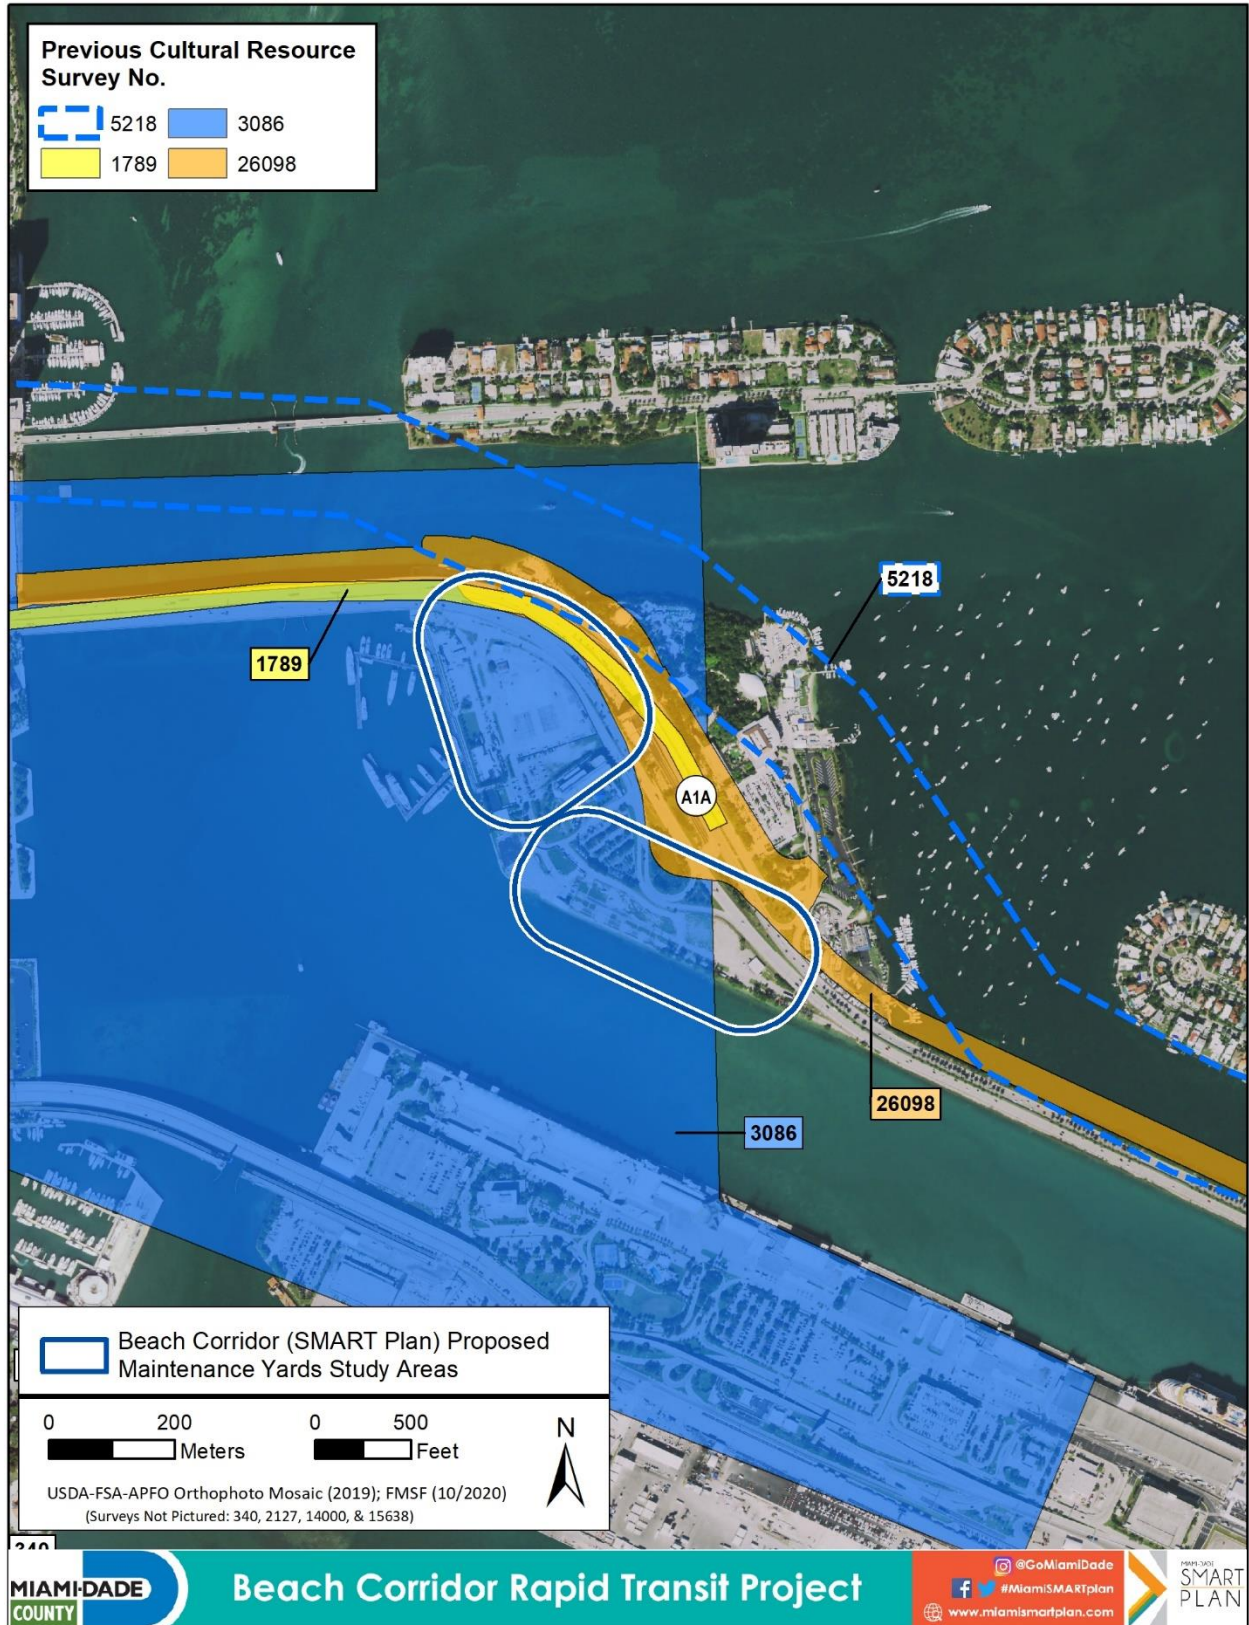 Previous Cultural Resource
Survey No.
5218 3086
1789 26098
5218
1789
A1A
26098
3086
Beach Corridor (SMART Plan) Proposed
Maintenance Yards Study Areas
0 200 0 500
Meters Feet
N
USDA-FSA-APFO Orthophoto Mosaic (2019); FMSF (10/2020)
(Surveys Not Pictured: 340, 2127, 14000, & 15638)
340
MIAMI-DADE
COUNTY
Beach Corridor Rapid Transit Project
@GoMiamiDade
#MiamiSMARTplan
www.miamismartplan.com
MIAMI-DADE
SMART
PLAN